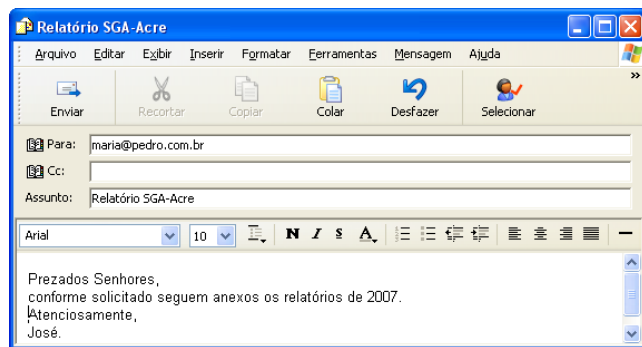 Relatório SGA-Acre
Arquivo Editar Exibir Inserir Formatar Ferramentas Mensagem Ajuda
Enviar Recortar Copiar Colar Desfazer Selecionar
Para: maria@pedro.com.br
Cc:
Assunto: Relatório SGA-Acre
Arial 10 N I S A
Prezados Senhores,
conforme solicitado seguem anexos os relatórios de 2007.
Atenciosamente,
José.